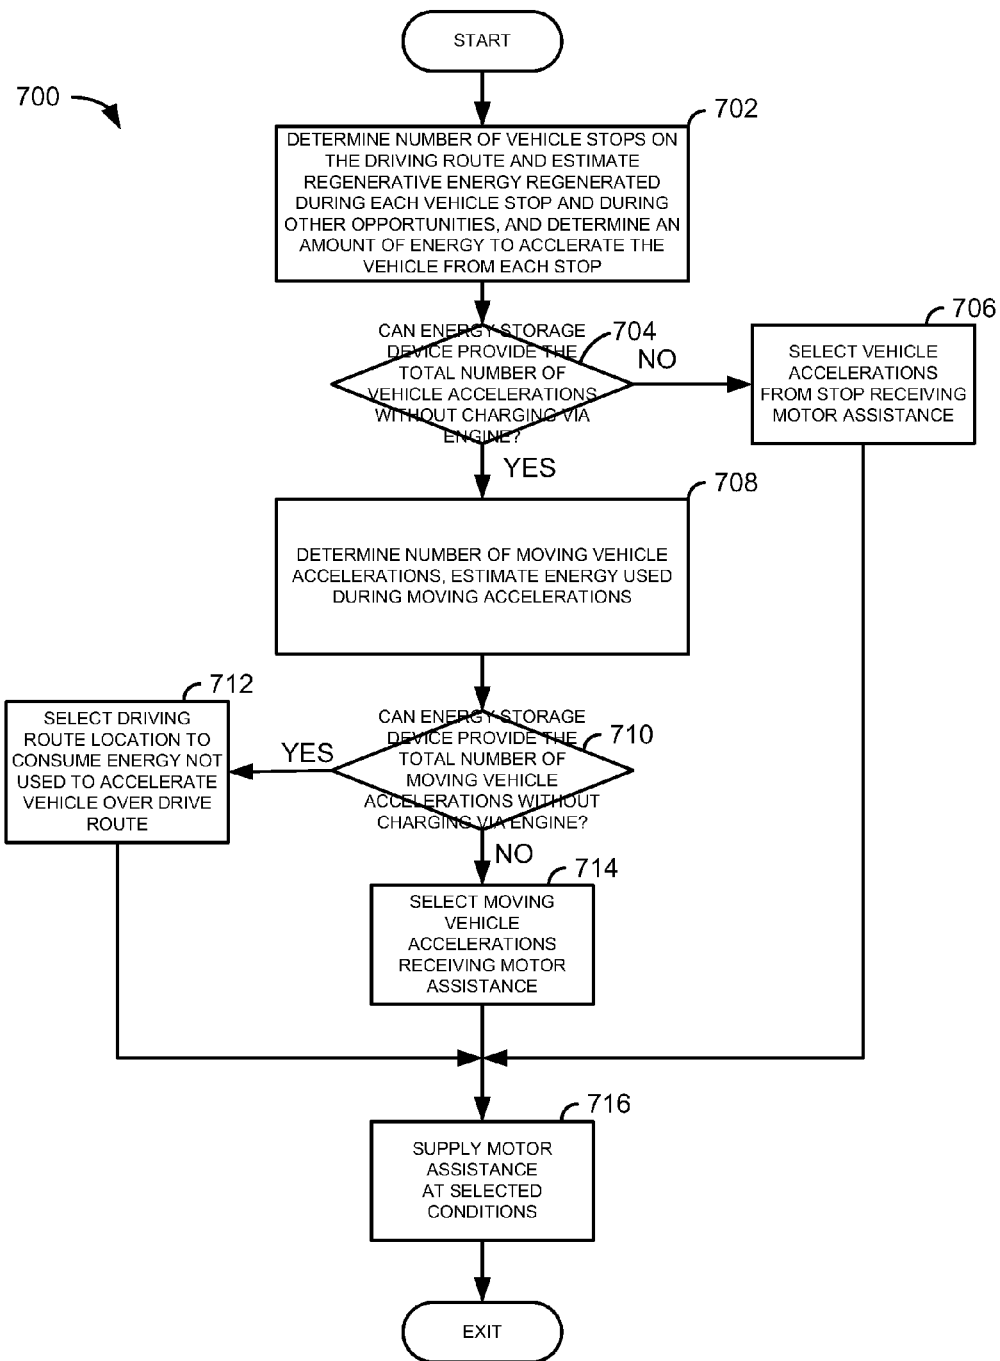 START
700
702
DETERMINE NUMBER OF VEHICLE STOPS ON
THE DRIVING ROUTE AND ESTIMATE
REGENERATIVE ENERGY REGENERATED
DURING EACH VEHICLE STOP AND DURING
OTHER OPPORTUNITIES, AND DETERMINE AN
AMOUNT OF ENERGY TO ACCLERATE THE
VEHICLE FROM EACH STOP
704
CAN ENERGY STORAGE
DEVICE PROVIDE THE
TOTAL NUMBER OF
VEHICLE ACCELERATIONS
WITHOUT CHARGING VIA
ENGINE?
NO
706
SELECT VEHICLE
ACCELERATIONS
FROM STOP RECEIVING
MOTOR ASSISTANCE
YES
708
DETERMINE NUMBER OF MOVING VEHICLE
ACCELERATIONS, ESTIMATE ENERGY USED
DURING MOVING ACCELERATIONS
712
SELECT DRIVING
ROUTE LOCATION TO
CONSUME ENERGY NOT
USED TO ACCELERATE
VEHICLE OVER DRIVE
ROUTE
YES
710
CAN ENERGY STORAGE
DEVICE PROVIDE THE
TOTAL NUMBER OF
MOVING VEHICLE
ACCELERATIONS WITHOUT
CHARGING VIA ENGINE?
NO
714
SELECT MOVING
VEHICLE
ACCELERATIONS
RECEIVING MOTOR
ASSISTANCE
716
SUPPLY MOTOR
ASSISTANCE
AT SELECTED
CONDITIONS
EXIT